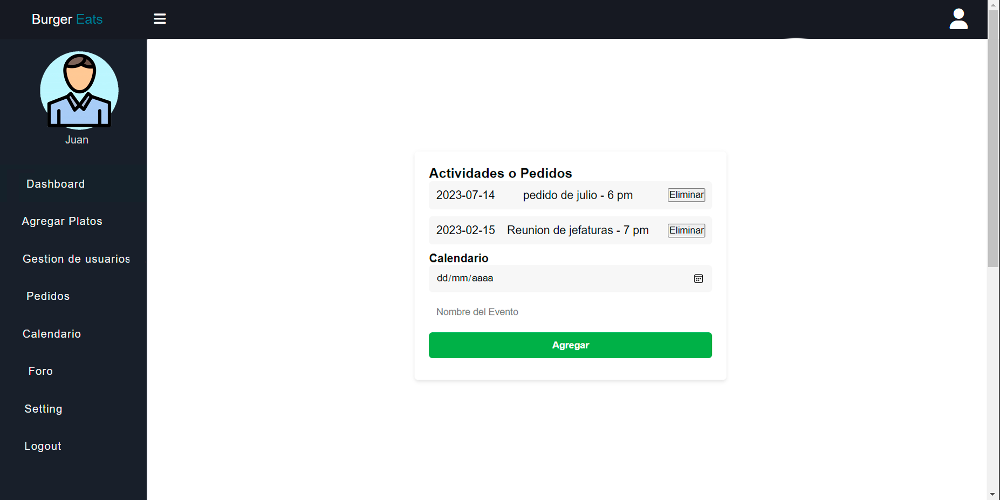 Burger Eats
Juan
Dashboard
Agregar Platos
Gestion de usuarios
Pedidos
Calendario
Foro
Setting
Logout
Actividades o Pedidos
2023-07-14 pedido de julio - 6 pm Eliminar
2023-02-15 Reunion de jefaturas - 7 pm Eliminar
Calendario
dd/mm/aaaa
Nombre del Evento
Agregar